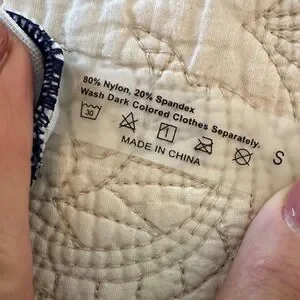 80% Nylon, 20% Spandex
Wash Dark Colored Clothes Separately.
30
MADE IN CHINA
S